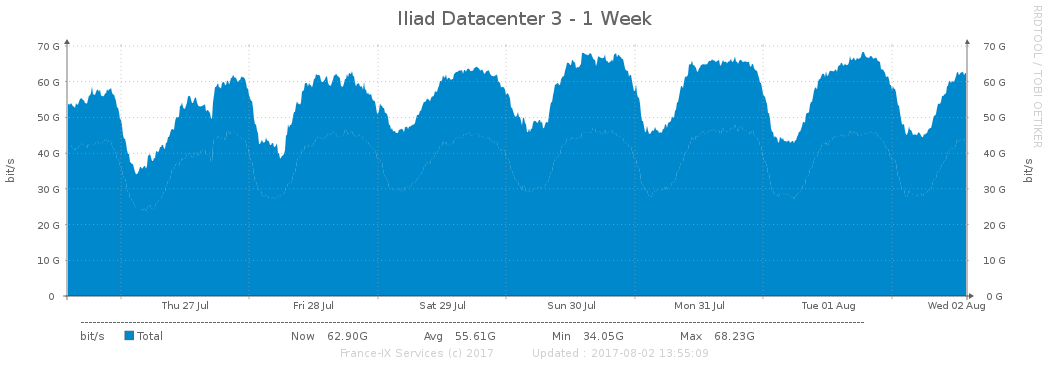 Iliad Datacenter 3 - 1 Week
RRDTOOL / TOBI OETIKER
bit/s
70 G
60 G
50 G
40 G
30 G
20 G
10 G
0
70 G
60 G
50 G
40 G
30 G
20 G
10 G
0 G
bit/s
Thu 27 Jul Fri 28 Jul Sat 29 Jul Sun 30 Jul Mon 31 Jul Tue 01 Aug Wed 02 Aug
bit/s Total Now 62.90G Avg 55.61G Min 34.05G Max 68.23G
France-IX Services (c) 2017 Updated : 2017-08-02 13:55:09